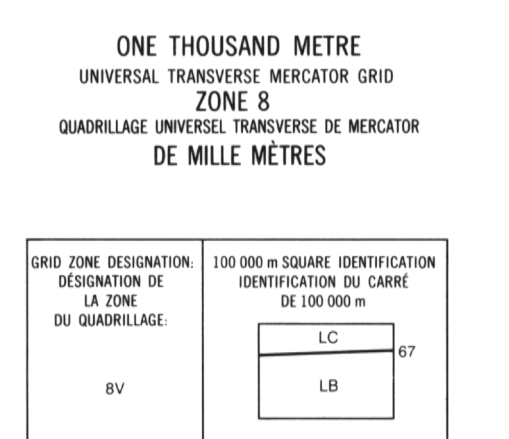 ONE THOUSAND METRE
UNIVERSAL TRANSVERSE MERCATOR GRID
ZONE 8
QUADRILLAGE UNIVERSEL TRANSVERSE DE MERCATOR
DE MILLE MÈTRES
GRID ZONE DESIGNATION:
DÉSIGNATION DE
LA ZONE
DU QUADRILLAGE:
8V
100 000 m SQUARE IDENTIFICATION
IDENTIFICATION DU CARRÉ
DE 100 000 m
LC
67
LB